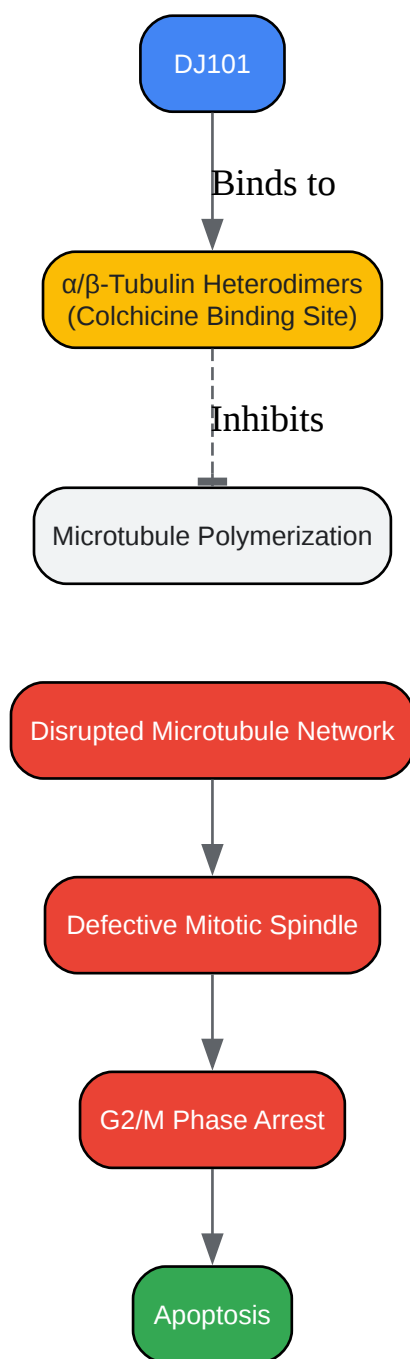 DJ101
Binds to
α/β-Tubulin Heterodimers
(Colchicine Binding Site)
Inhibits
Microtubule Polymerization
Disrupted Microtubule Network
Defective Mitotic Spindle
G2/M Phase Arrest
Apoptosis